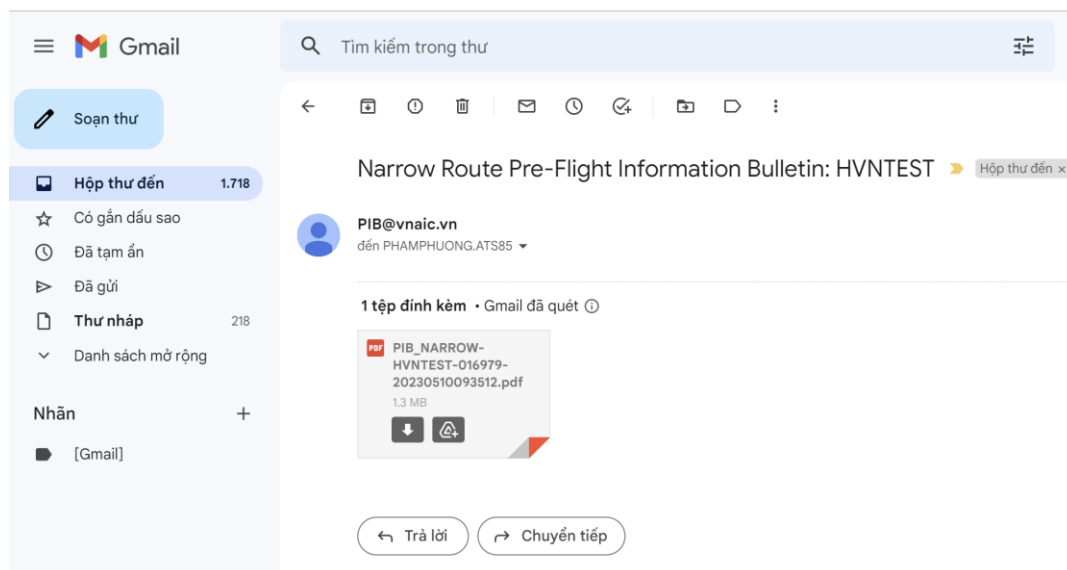 Gmail
Tìm kiếm trong thư
Soạn thư
Hộp thư đến 1.718
Có gắn dấu sao
Đã tạm ẩn
Đã gửi
Thư nháp 218
Danh sách mở rộng
Nhãn
[Gmail]
Narrow Route Pre-Flight Information Bulletin: HVNTEST Hộp thư đến ×
PIB@vnaic.vn
đến PHAMPHUONG.ATS85
1 tệp đính kèm • Gmail đã quét
PDF PIB_NARROW-
HVNTEST-016979-
20230510093512.pdf
1.3 MB
Trả lời Chuyển tiếp